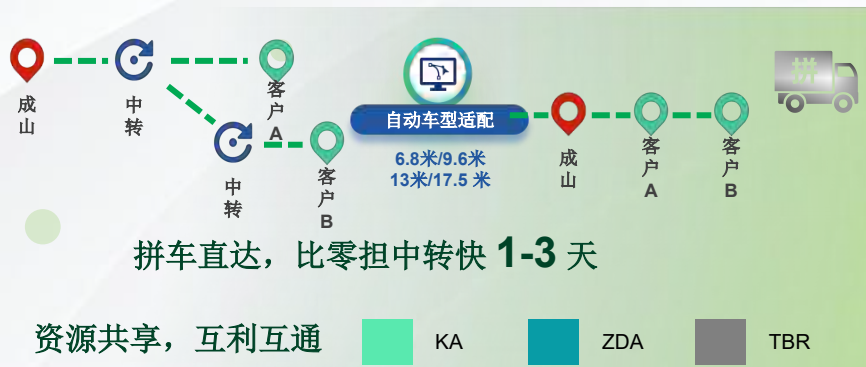 成山
中转
客户A
中转
客户B
自动车型适配
6.8米/9.6米
13米/17.5 米
成山
客户A
客户B
拼
拼车直达，比零担中转快 1-3 天
资源共享，互利互通
KA
ZDA
TBR